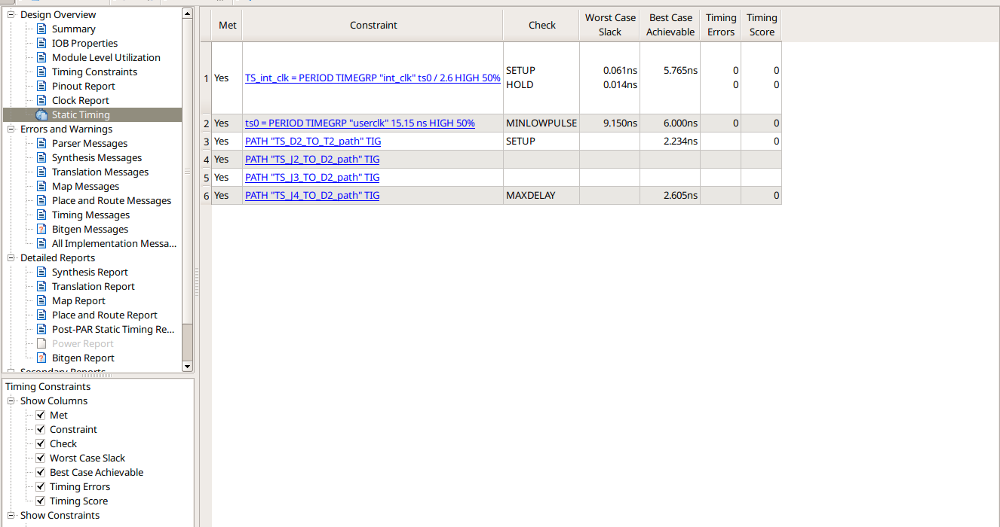 Design Overview
Summary
IOB Properties
Module Level Utilization
Timing Constraints
Pinout Report
Clock Report
Static Timing
Errors and Warnings
Parser Messages
Synthesis Messages
Translation Messages
Map Messages
Place and Route Messages
Timing Messages
Bitgen Messages
All Implementation Messa...
Detailed Reports
Synthesis Report
Translation Report
Map Report
Place and Route Report
Post-PAR Static Timing Re...
Power Report
Bitgen Report
Secondary Reports
Timing Constraints
Show Columns
Met
Constraint
Check
Worst Case Slack
Best Case Achievable
Timing Errors
Timing Score
Show Constraints
Met Constraint Check Worst Case Slack Best Case Achievable Timing Errors Timing Score
1 Yes TS_int_clk = PERIOD TIMEGRP "int_clk" ts0 / 2.6 HIGH 50% SETUP 0.061ns 5.765ns 0 0
HOLD 0.014ns 0 0
2 Yes ts0 = PERIOD TIMEGRP "userclk" 15.15 ns HIGH 50% MINLOWPULSE 9.150ns 6.000ns 0 0
3 Yes PATH "TS_D2_TO_T2_path" TIG SETUP 2.234ns 0
4 Yes PATH "TS_J2_TO_D2_path" TIG
5 Yes PATH "TS_J3_TO_D2_path" TIG
6 Yes PATH "TS_J4_TO_D2_path" TIG MAXDELAY 2.605ns 0